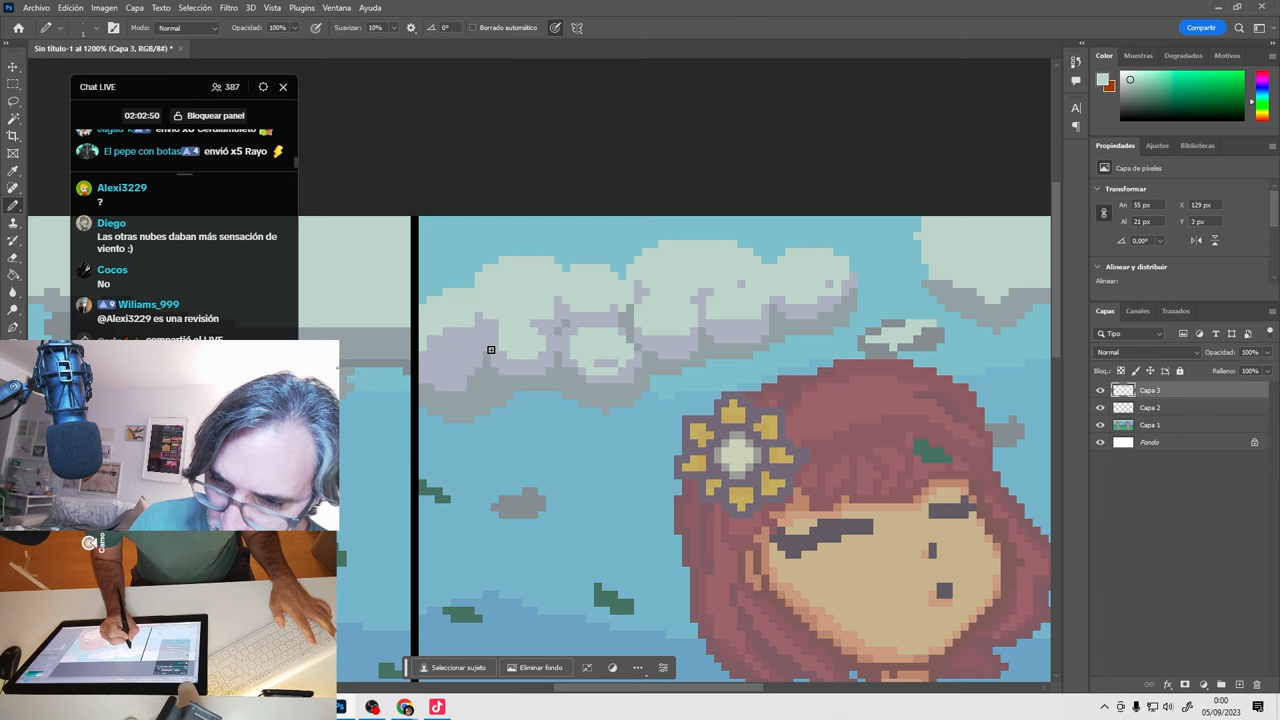 Ps Archivo Edición Imagen Capa Texto Selección Filtro 3D Vista Plugins Ventana Ayuda
1 Modo: Normal Opacidad: 100% Suavizar: 10% 0° Borrado automático Compartir
Sin título-1 al 1200% (Capa 3, RGB/8#) * ×
Chat LIVE 387
02:02:50 Bloquear panel
El pepe con botas 4 envió x5 Rayo
Alexi3229
?
Diego
Las otras nubes daban más sensación de
viento :)
Cocos
No
9 Wiliams_999
@Alexi3229 es una revisión
Camo
Color Muestras Degradados Motivos
Propiedades Ajustes Bibliotecas
Capa de píxeles
Transformar
An 55 px X 129 px
Al 21 px Y 3 px
0,00°
Alinear y distribuir
Alinear:
Capas Canales Trazados
Tipo
Normal Opacidad: 100%
Bloq.: Relleno: 100%
Capa 3
Capa 2
Capa 1
Fondo
Seleccionar sujeto Eliminar fondo
fx
0:00
05/09/2023